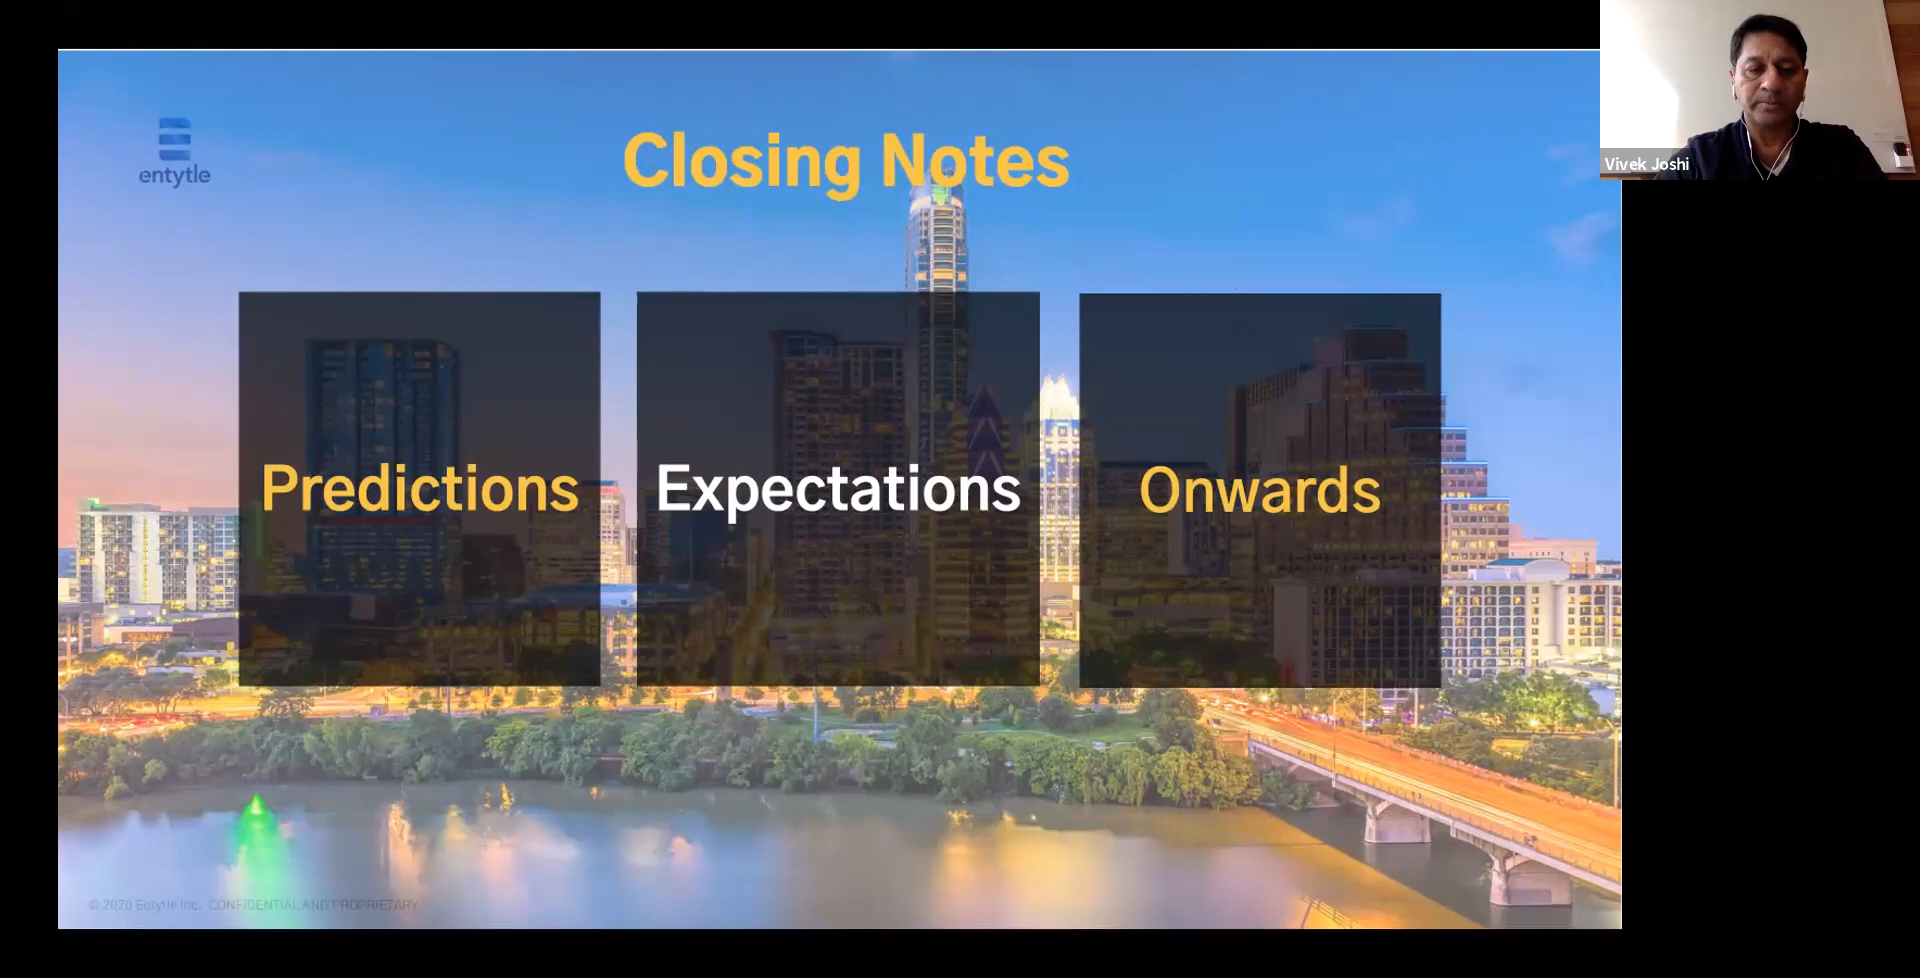 entytle
Closing Notes
Vivek Joshi
Predictions
Expectations
Onwards
© 2020 Entytle Inc. CONFIDENTIAL AND PROPRIETARY